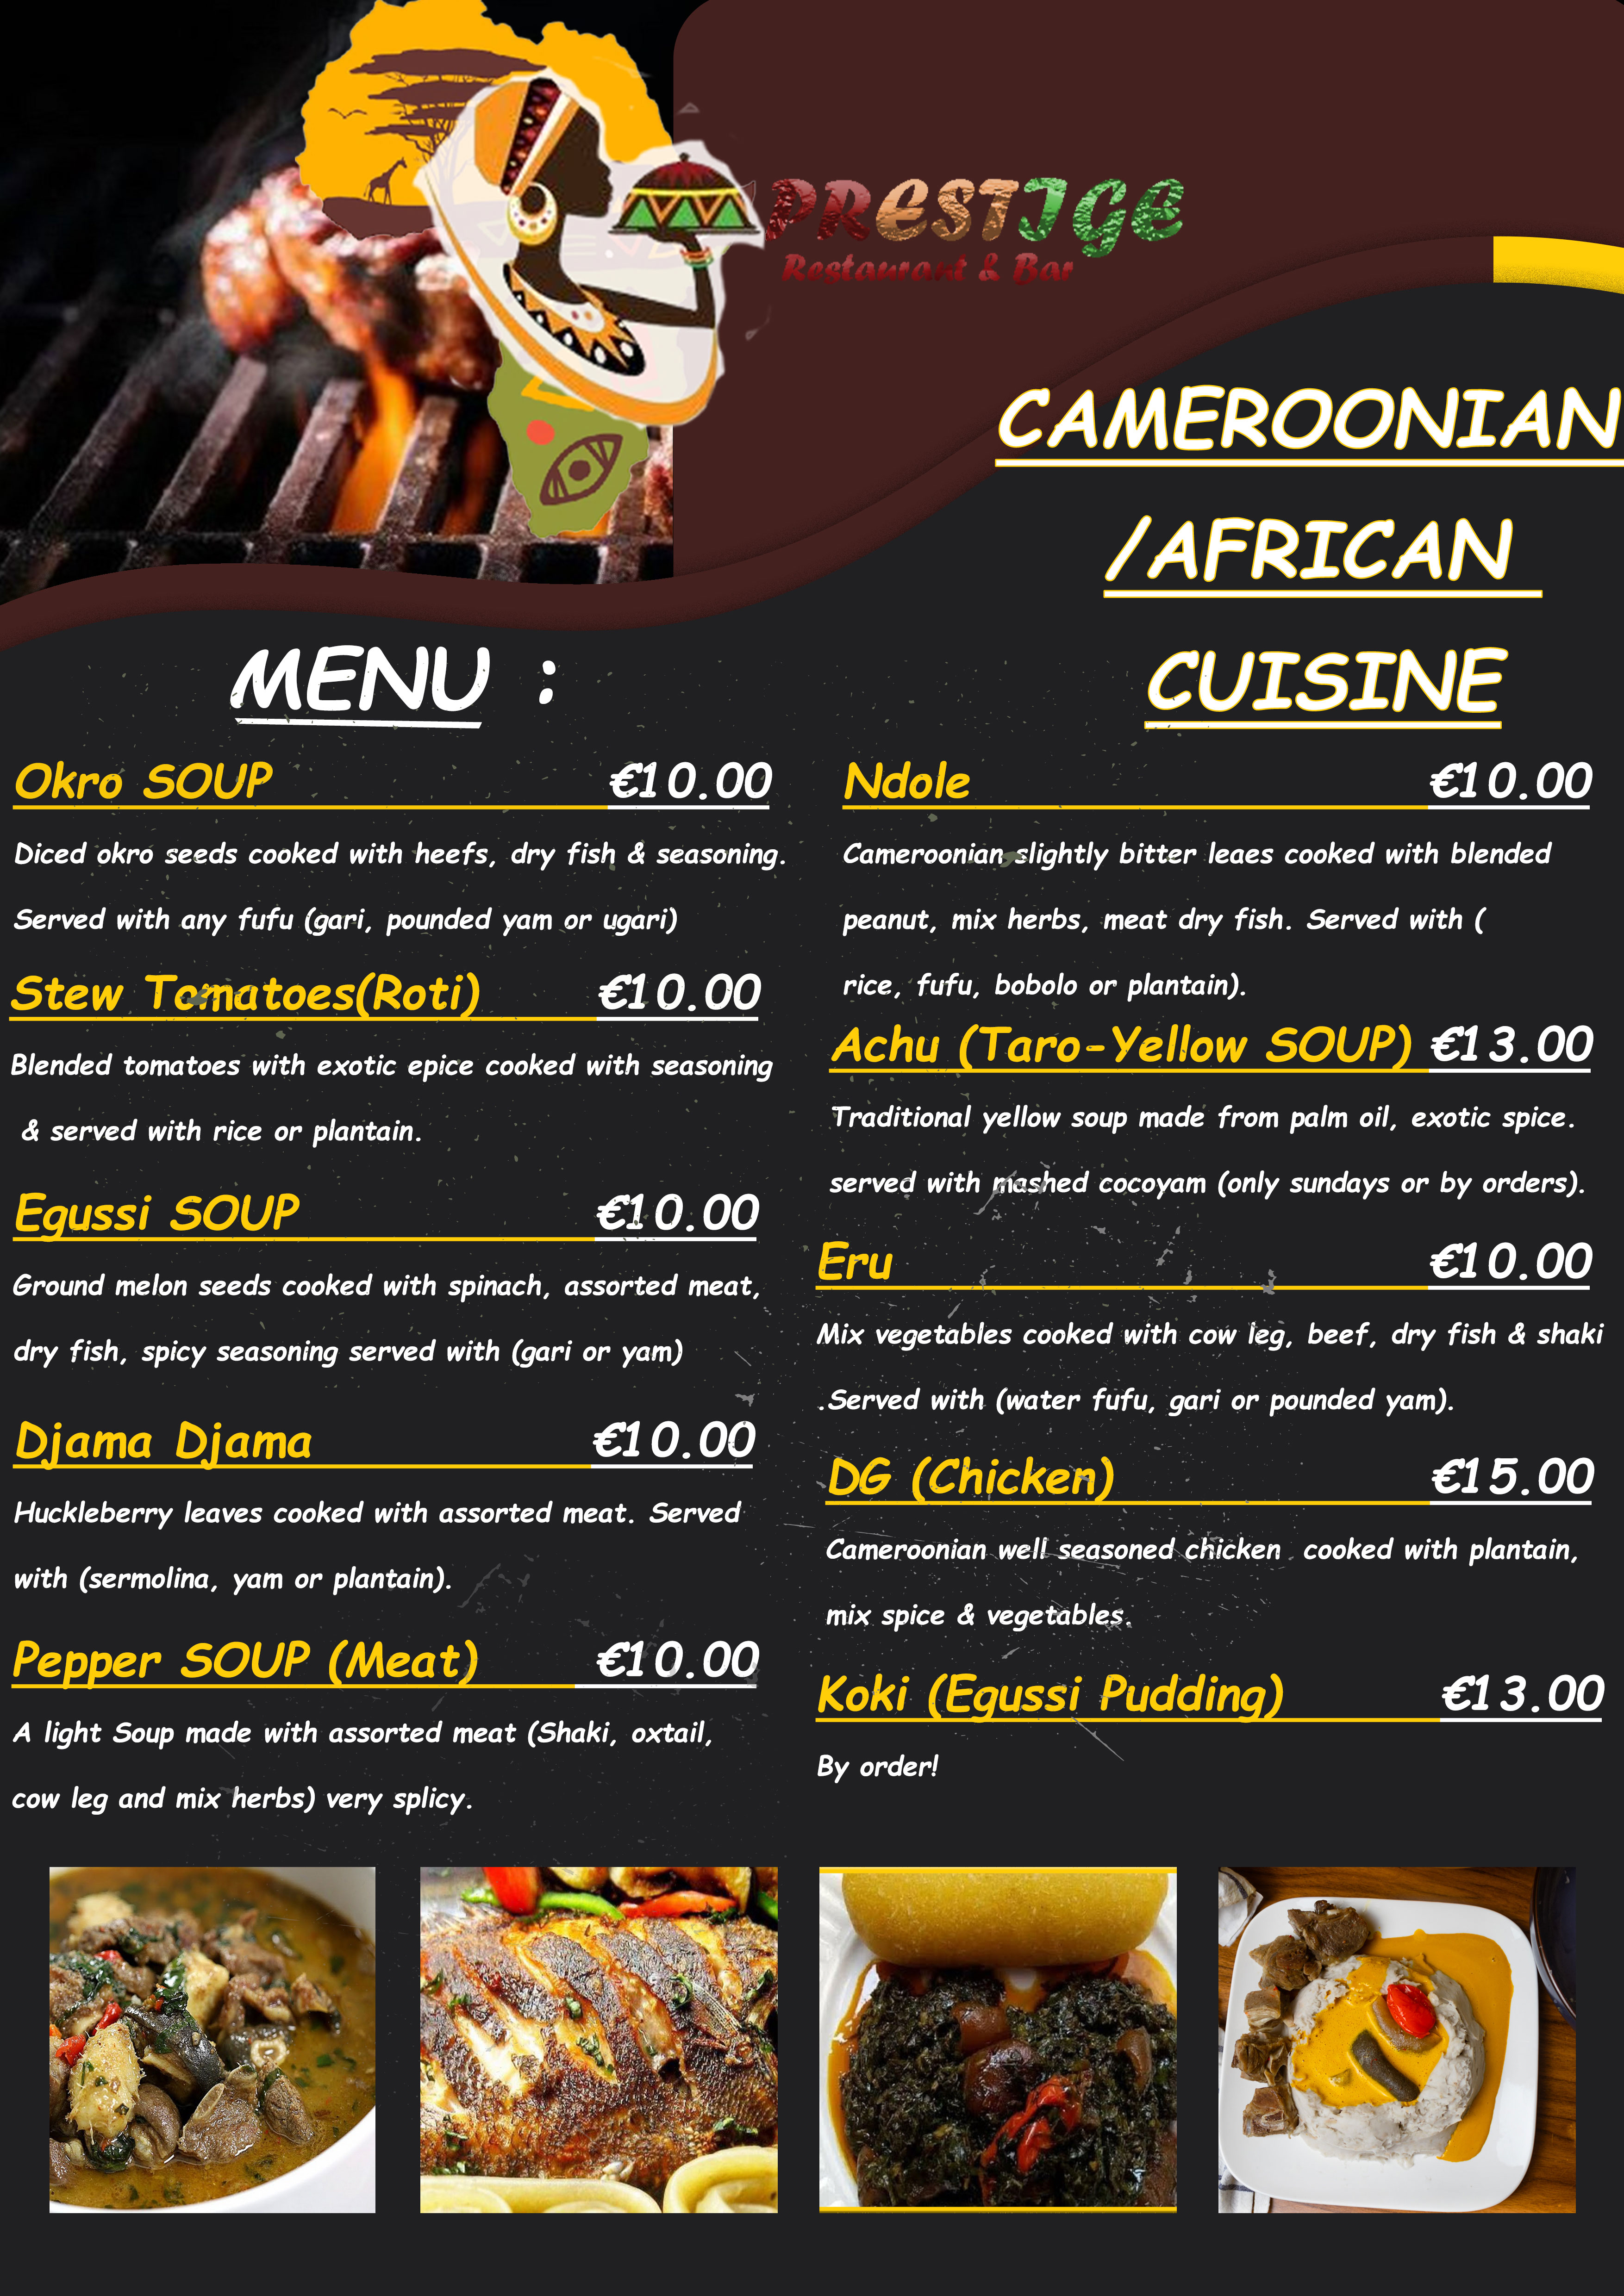 PRESTIGE
Restaurant & Bar
CAMEROONIAN
/AFRICAN
CUISINE
MENU :
Okro SOUP €10.00
Diced okro seeds cooked with heefs, dry fish & seasoning.
Served with any fufu (gari, pounded yam or ugari)
Stew Tomatoes(Roti) €10.00
Blended tomatoes with exotic epice cooked with seasoning
& served with rice or plantain.
Egussi SOUP €10.00
Ground melon seeds cooked with spinach, assorted meat,
dry fish, spicy seasoning served with (gari or yam)
Djama Djama €10.00
Huckleberry leaves cooked with assorted meat. Served
with (sermolina, yam or plantain).
Pepper SOUP (Meat) €10.00
A light Soup made with assorted meat (Shaki, oxtail,
cow leg and mix herbs) very splicy.
Ndole €10.00
Cameroonian slightly bitter leaes cooked with blended
peanut, mix herbs, meat dry fish. Served with (
rice, fufu, bobolo or plantain).
Achu (Taro-Yellow SOUP) €13.00
Traditional yellow soup made from palm oil, exotic spice.
served with mashed cocoyam (only sundays or by orders).
Eru €10.00
Mix vegetables cooked with cow leg, beef, dry fish & shaki
.Served with (water fufu, gari or pounded yam).
DG (Chicken) €15.00
Cameroonian well seasoned chicken cooked with plantain,
mix spice & vegetables.
Koki (Egussi Pudding) €13.00
By order!